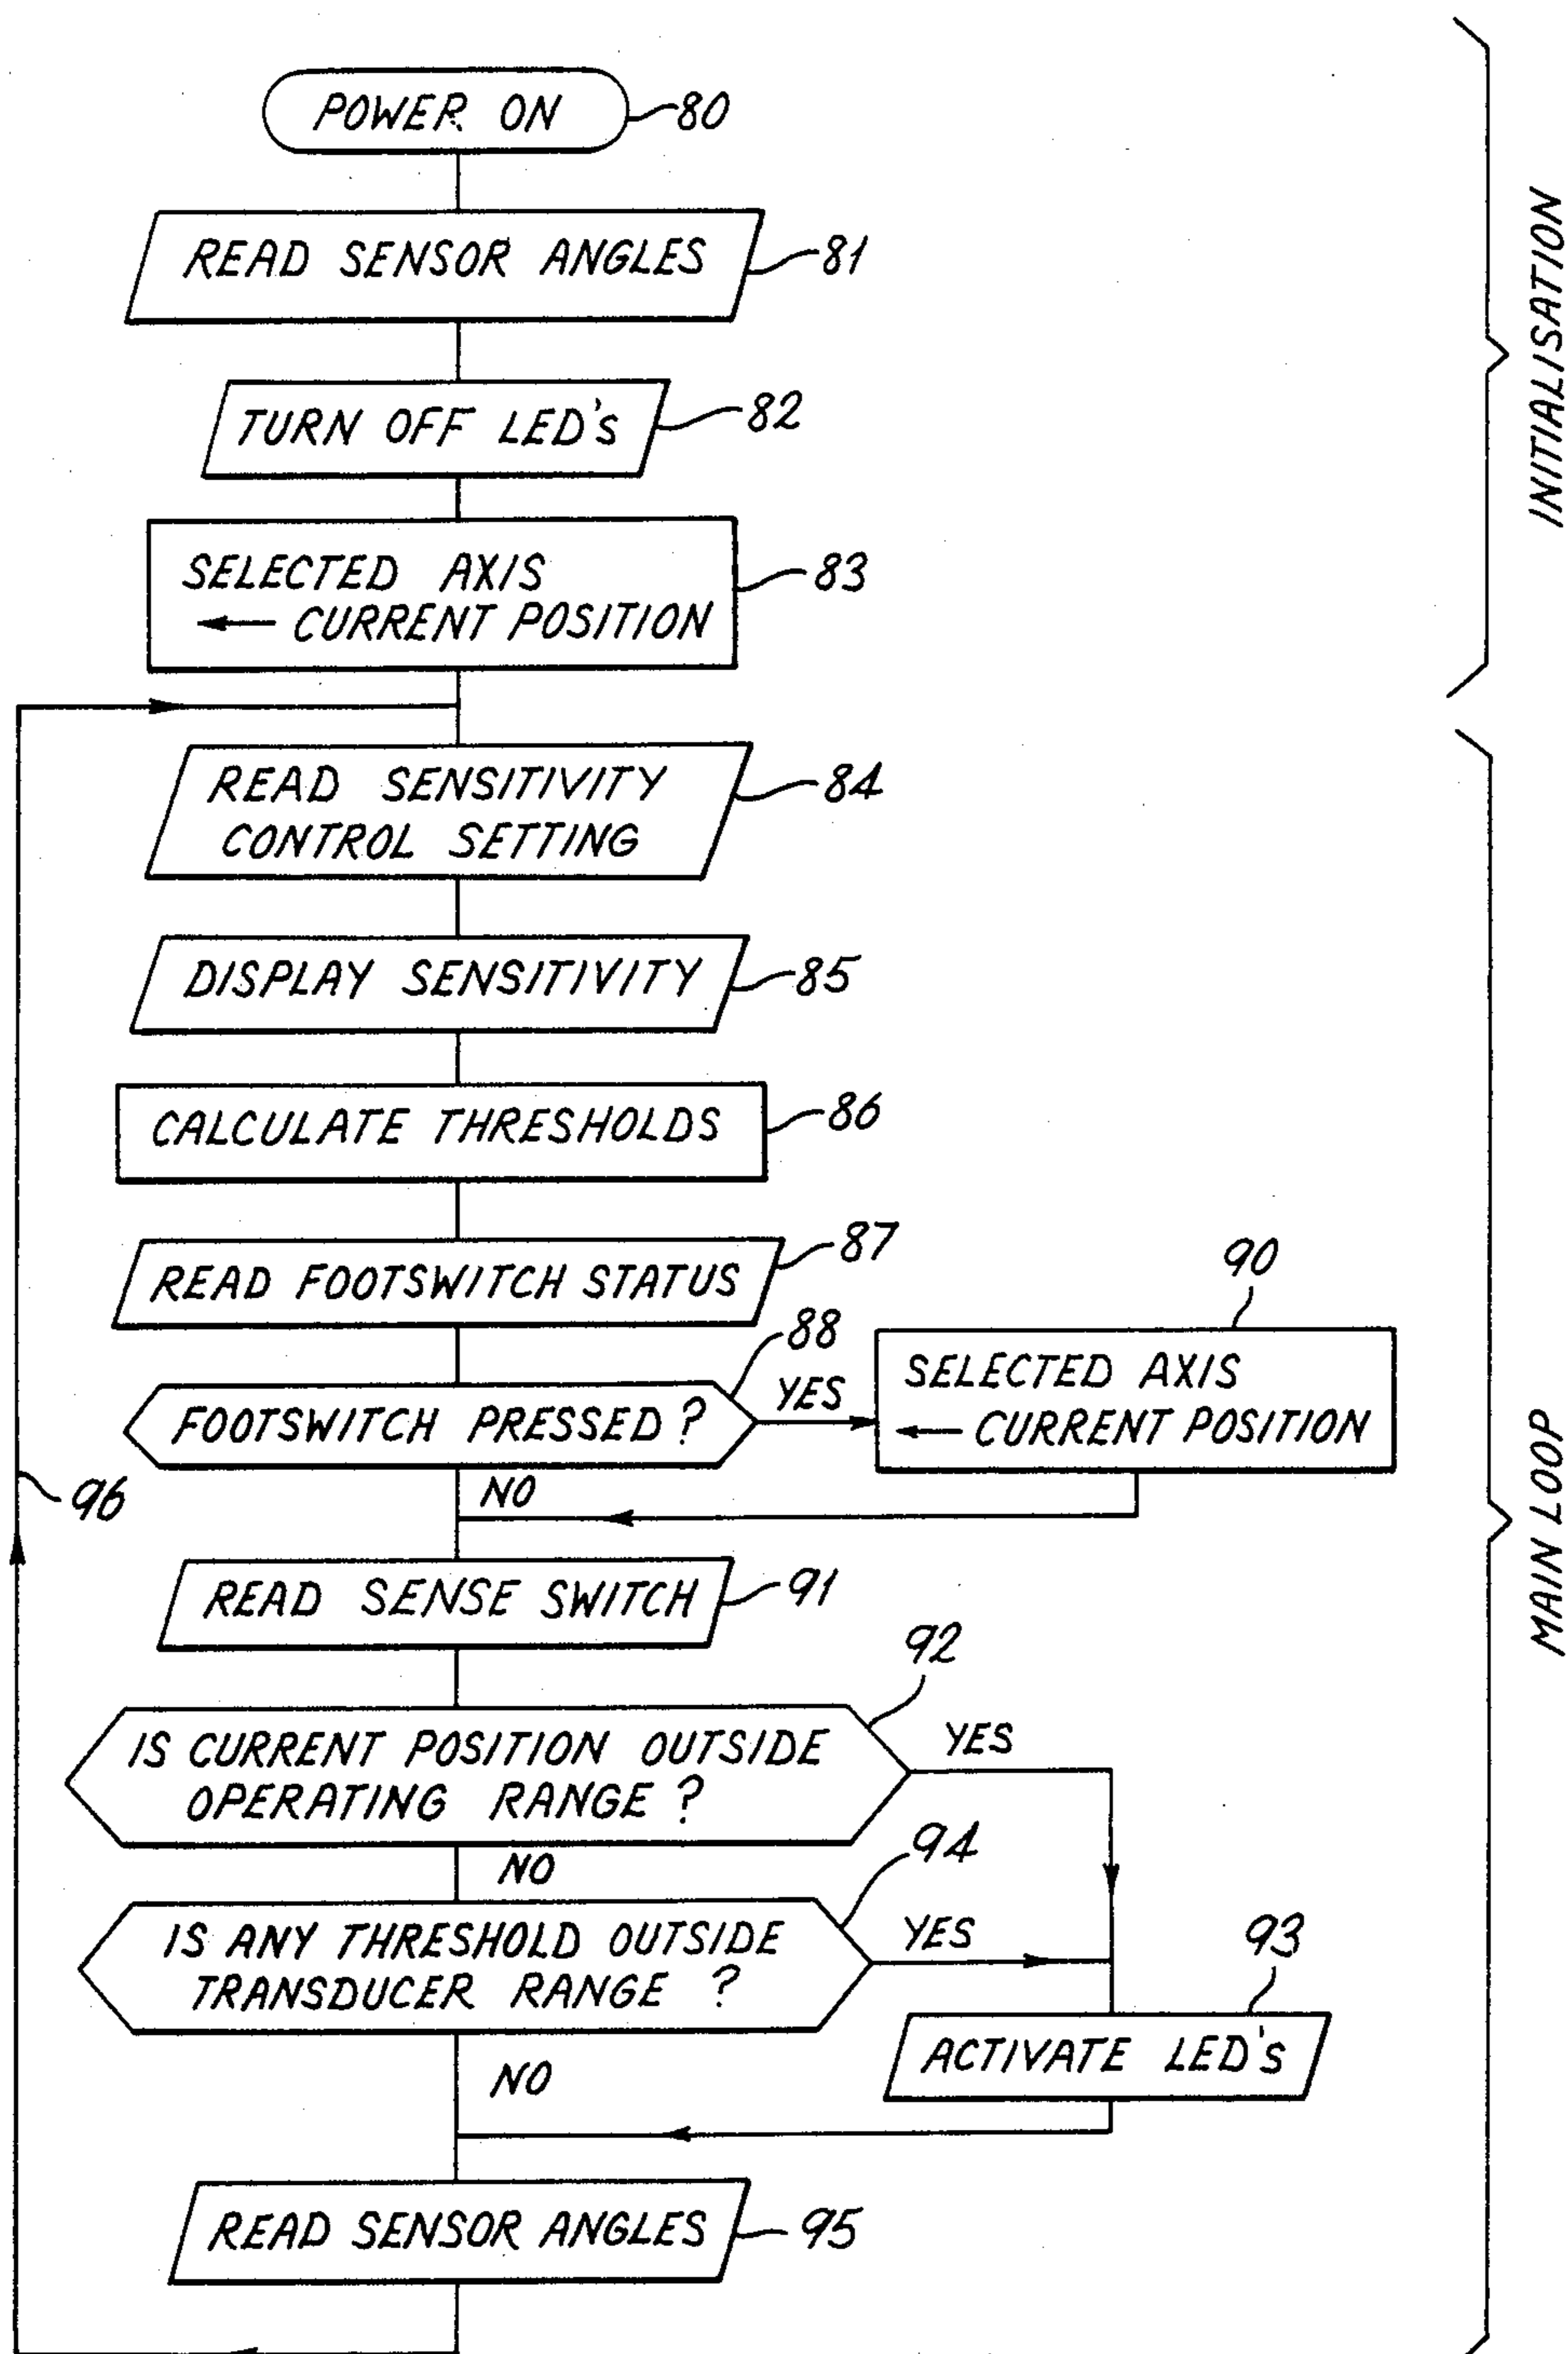 POWER ON
80
READ SENSOR ANGLES
81
TURN OFF LED's
82
SELECTED AXIS
← CURRENT POSITION
83
INITIALISATION
READ SENSITIVITY
CONTROL SETTING
84
DISPLAY SENSITIVITY
85
CALCULATE THRESHOLDS
86
READ FOOTSWITCH STATUS
87
FOOTSWITCH PRESSED ?
88
YES
90
SELECTED AXIS
← CURRENT POSITION
NO
96
READ SENSE SWITCH
91
IS CURRENT POSITION OUTSIDE
OPERATING RANGE ?
92
YES
NO
IS ANY THRESHOLD OUTSIDE
TRANSDUCER RANGE ?
94
YES
93
ACTIVATE LED's
NO
READ SENSOR ANGLES
95
MAIN LOOP